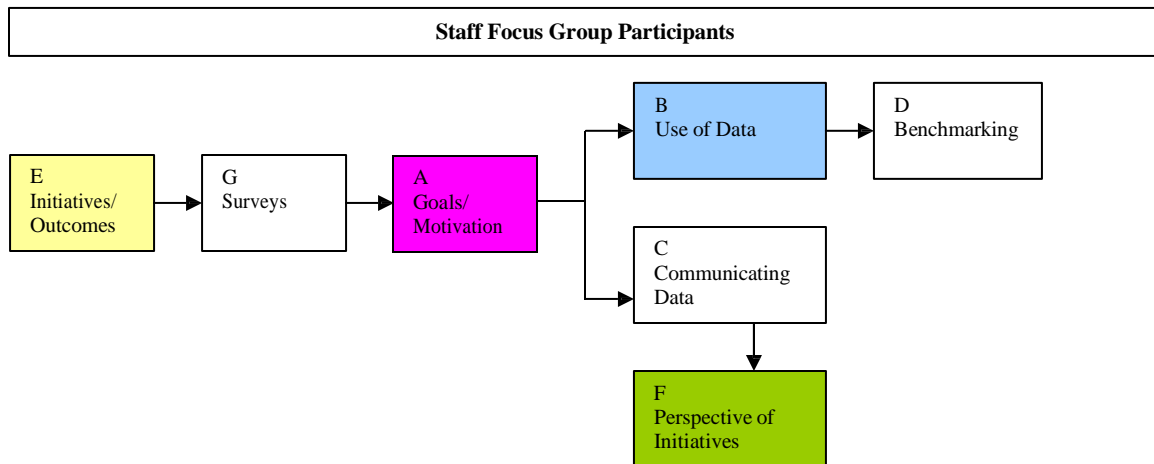 Staff Focus Group Participants
E
Initiatives/
Outcomes
G
Surveys
A
Goals/
Motivation
B
Use of Data
D
Benchmarking
C
Communicating
Data
F
Perspective of
Initiatives